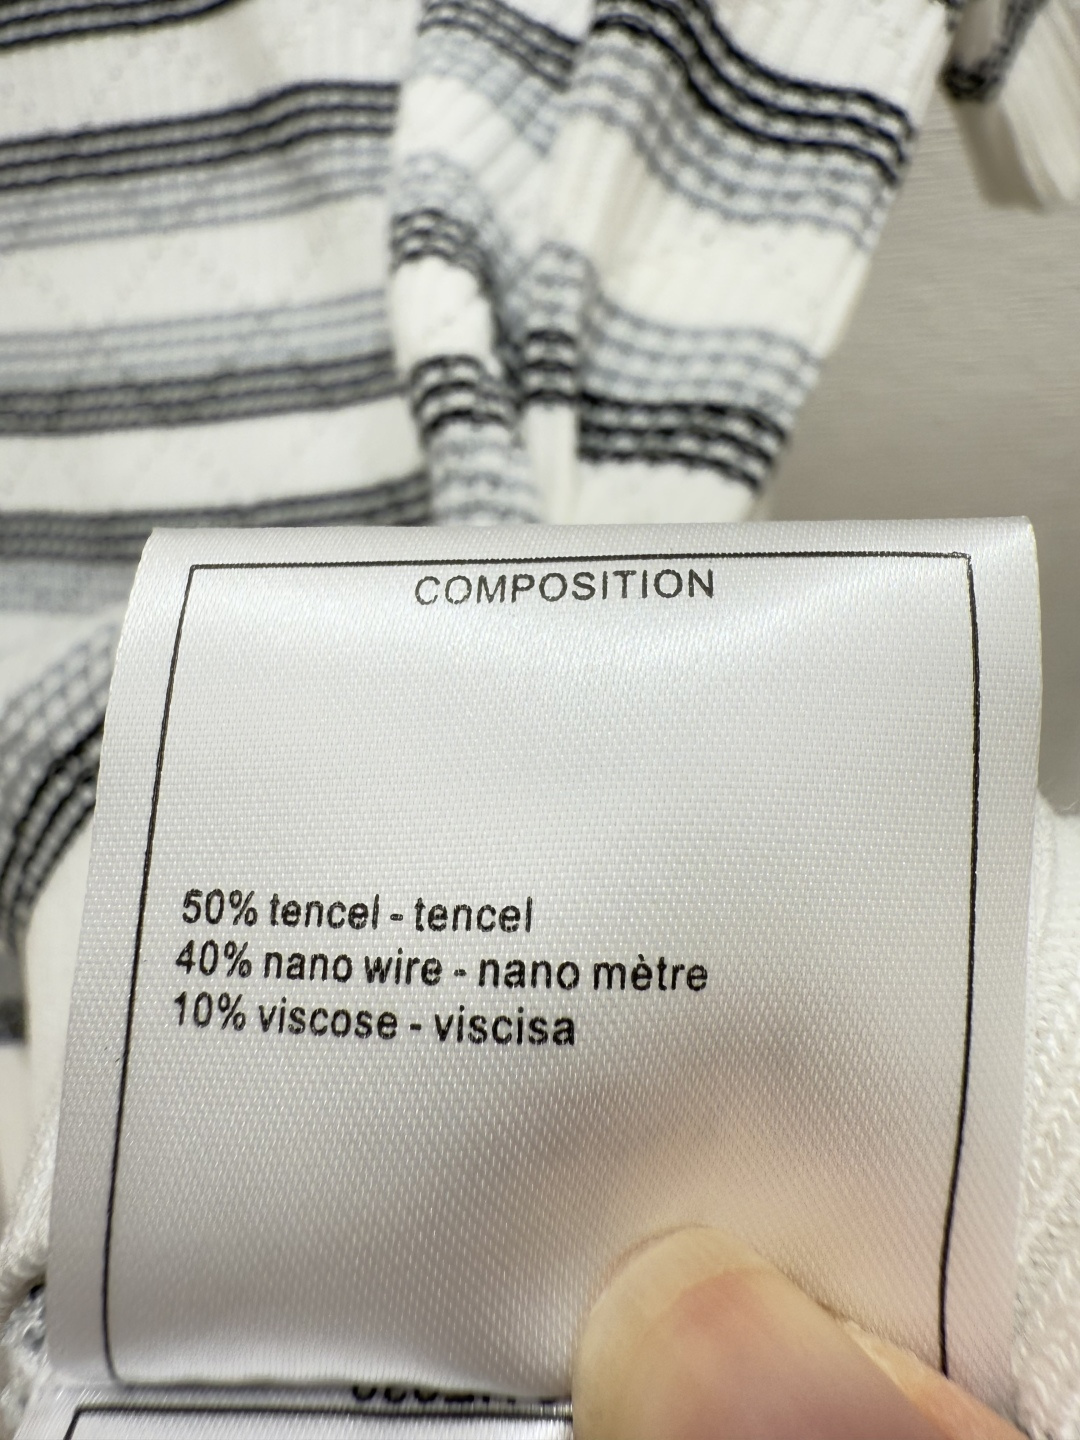 COMPOSITION
50% tencel - tencel
40% nano wire - nano mètre
10% viscose - viscisa